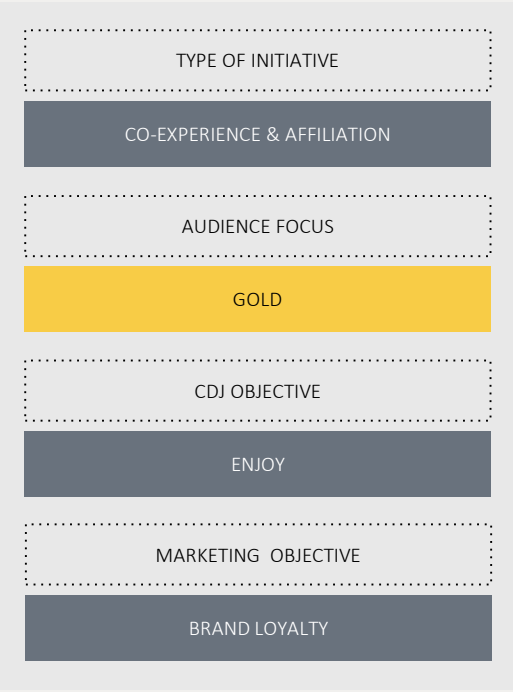 TYPE OF INITIATIVE
CO-EXPERIENCE & AFFILIATION
AUDIENCE FOCUS
GOLD
CDJ OBJECTIVE
ENJOY
MARKETING OBJECTIVE
BRAND LOYALTY